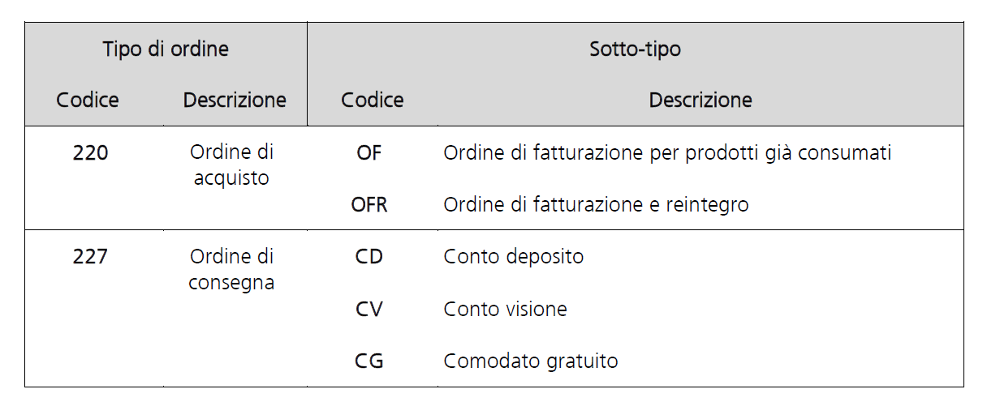 Tipo di ordine Sotto-tipo
Codice Descrizione Codice Descrizione
220 Ordine di acquisto OF Ordine di fatturazione per prodotti già consumati
OFR Ordine di fatturazione e reintegro
227 Ordine di consegna CD Conto deposito
CV Conto visione
CG Comodato gratuito